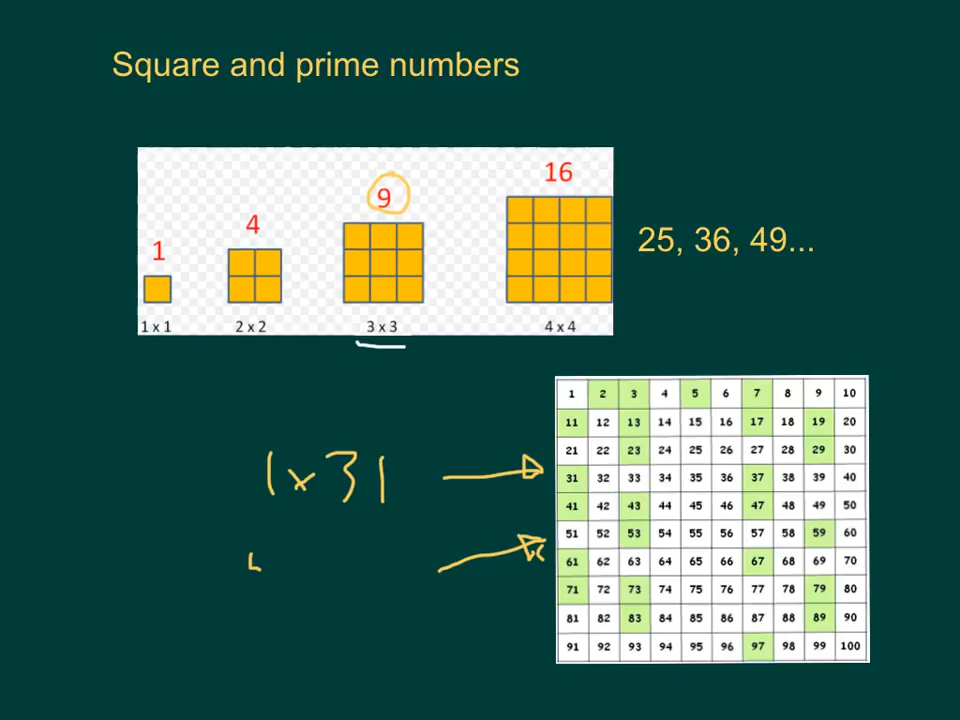 Square and prime numbers
16
9
4
1
25, 36, 49...
1 x 1 2 x 2 3 x 3 4 x 4
1 2 3 4 5 6 7 8 9 10
11 12 13 14 15 16 17 18 19 20
21 22 23 24 25 26 27 28 29 30
1 x 31
31 32 33 34 35 36 37 38 39 40
41 42 43 44 45 46 47 48 49 50
51 52 53 54 55 56 57 58 59 60
61 62 63 64 65 66 67 68 69 70
71 72 73 74 75 76 77 78 79 80
81 82 83 84 85 86 87 88 89 90
91 92 93 94 95 96 97 98 99 100